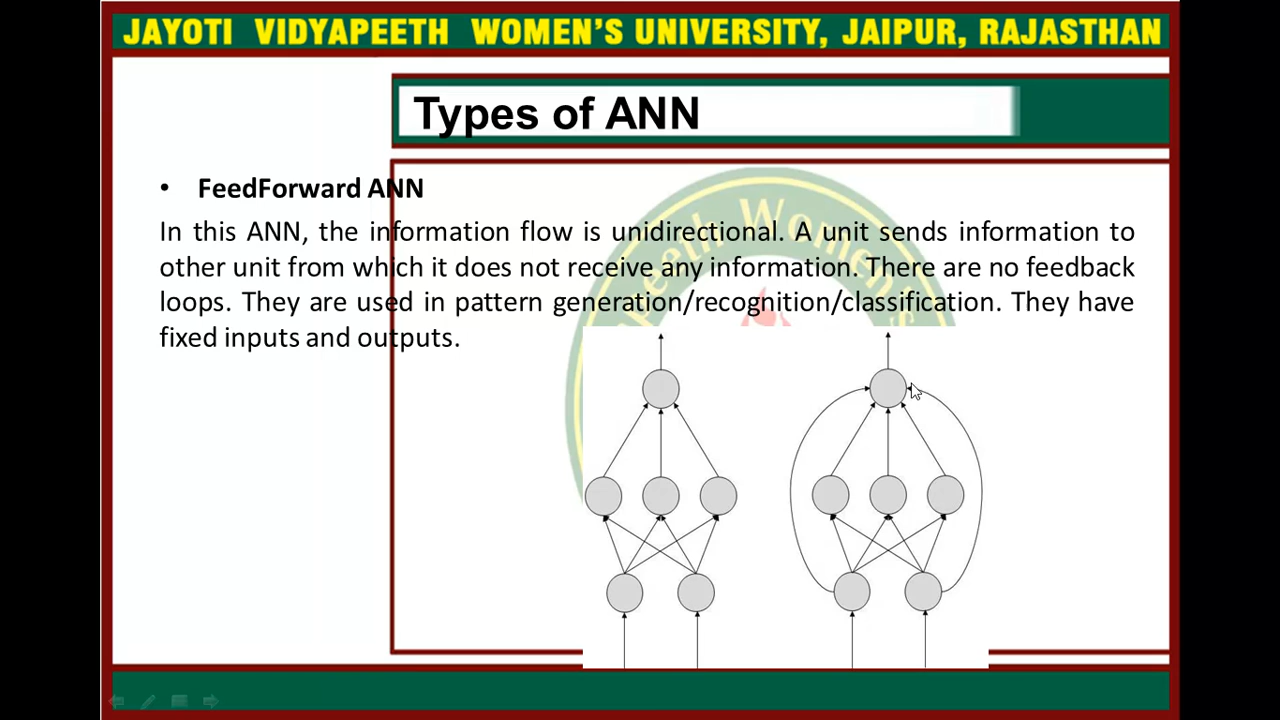 JAYOTI VIDYAPEETH WOMEN'S UNIVERSITY, JAIPUR, RAJASTHAN
Types of ANN
• FeedForward ANN
In this ANN, the information flow is unidirectional. A unit sends information to
other unit from which it does not receive any information. There are no feedback
loops. They are used in pattern generation/recognition/classification. They have
fixed inputs and outputs.